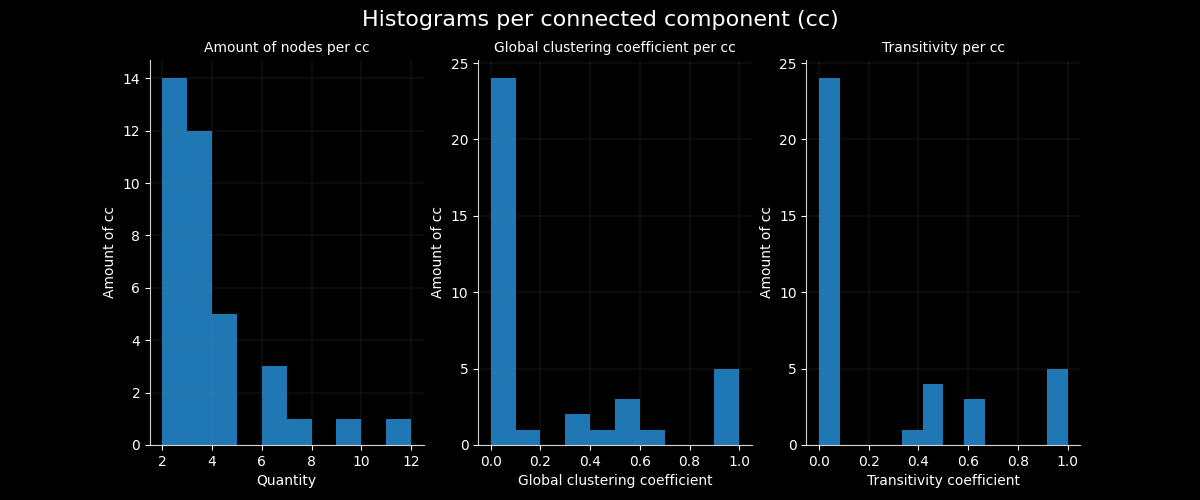 Histograms per connected component (cc)
Amount of nodes per cc
Amount of cc
14
12
10
8
6
4
2
0
2 4 6 8 10 12
Quantity
Global clustering coefficient per cc
Amount of cc
25
20
15
10
5
0
0.0 0.2 0.4 0.6 0.8 1.0
Global clustering coefficient
Transitivity per cc
Amount of cc
25
20
15
10
5
0
0.0 0.2 0.4 0.6 0.8 1.0
Transitivity coefficient